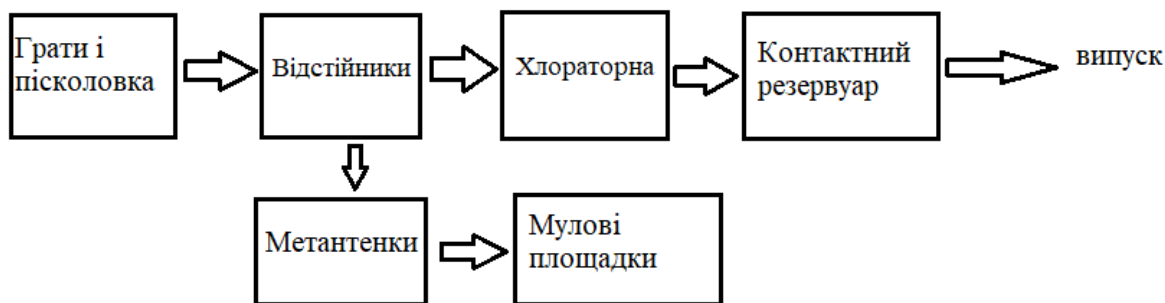 Грати і
пісколовка
Відстійники
Хлораторна
Контактний
резервуар
випуск
Метантенки
Мулові
площадки